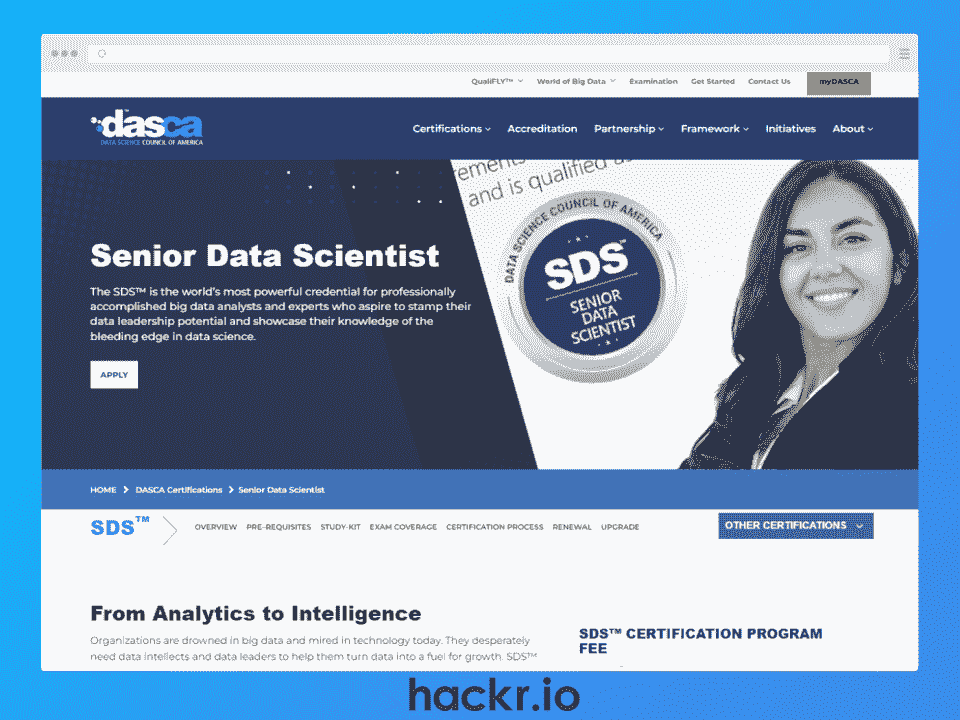 QualiFLY™ World of Big Data Examination Get Started Contact Us myDASCA
dasca™
DATA SCIENCE COUNCIL OF AMERICA
Certifications Accreditation Partnership Framework Initiatives About
rements
and is qualified
Senior Data Scientist
The SDS™ is the world's most powerful credential for professionally
accomplished big data analysts and experts who aspire to stamp their
data leadership potential and showcase their knowledge of the
bleeding edge in data science.
APPLY
DATA SCIENCE COUNCIL OF AMERICA
SDS™
SENIOR
DATA
SCIENTIST
HOME DASCA Certifications Senior Data Scientist
SDS™
OVERVIEW PRE-REQUISITES STUDY-KIT EXAM COVERAGE CERTIFICATION PROCESS RENEWAL UPGRADE
OTHER CERTIFICATIONS
From Analytics to Intelligence
Organizations are drowned in big data and mired in technology today. They desperately
need data intellects and data leaders to help them turn data into a fuel for growth. SDS™
SDS™ CERTIFICATION PROGRAM
FEE
hackr.io